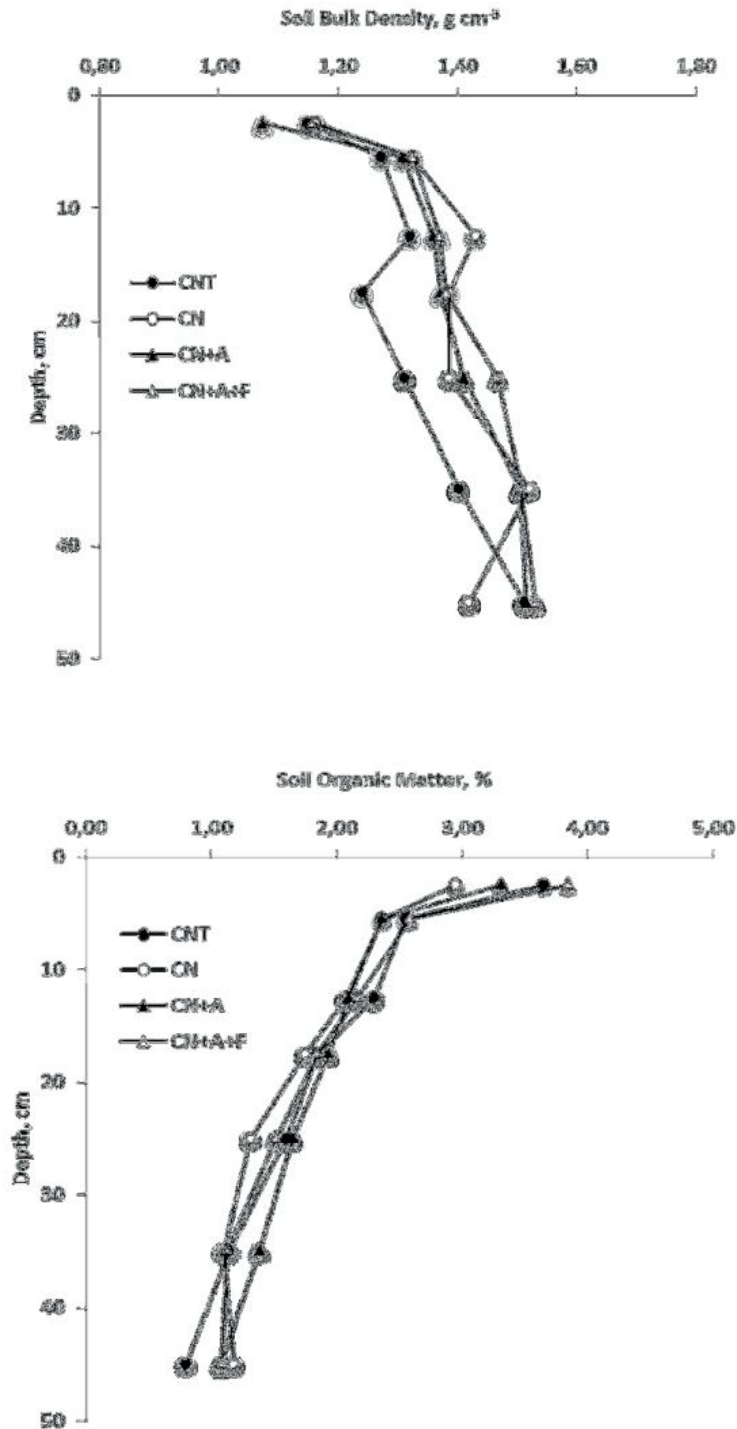 Soil Bulk Density, g cm⁻³
0,80 1,00 1,20 1,40 1,60 1,80
0
10
20
30
40
50
Depth, cm
CNT
CN
CN+A
CN+A+F
Soil Organic Matter, %
0,00 1,00 2,00 3,00 4,00 5,00
0
10
20
30
40
50
Depth, cm
CNT
CN
CN+A
CN+A+F